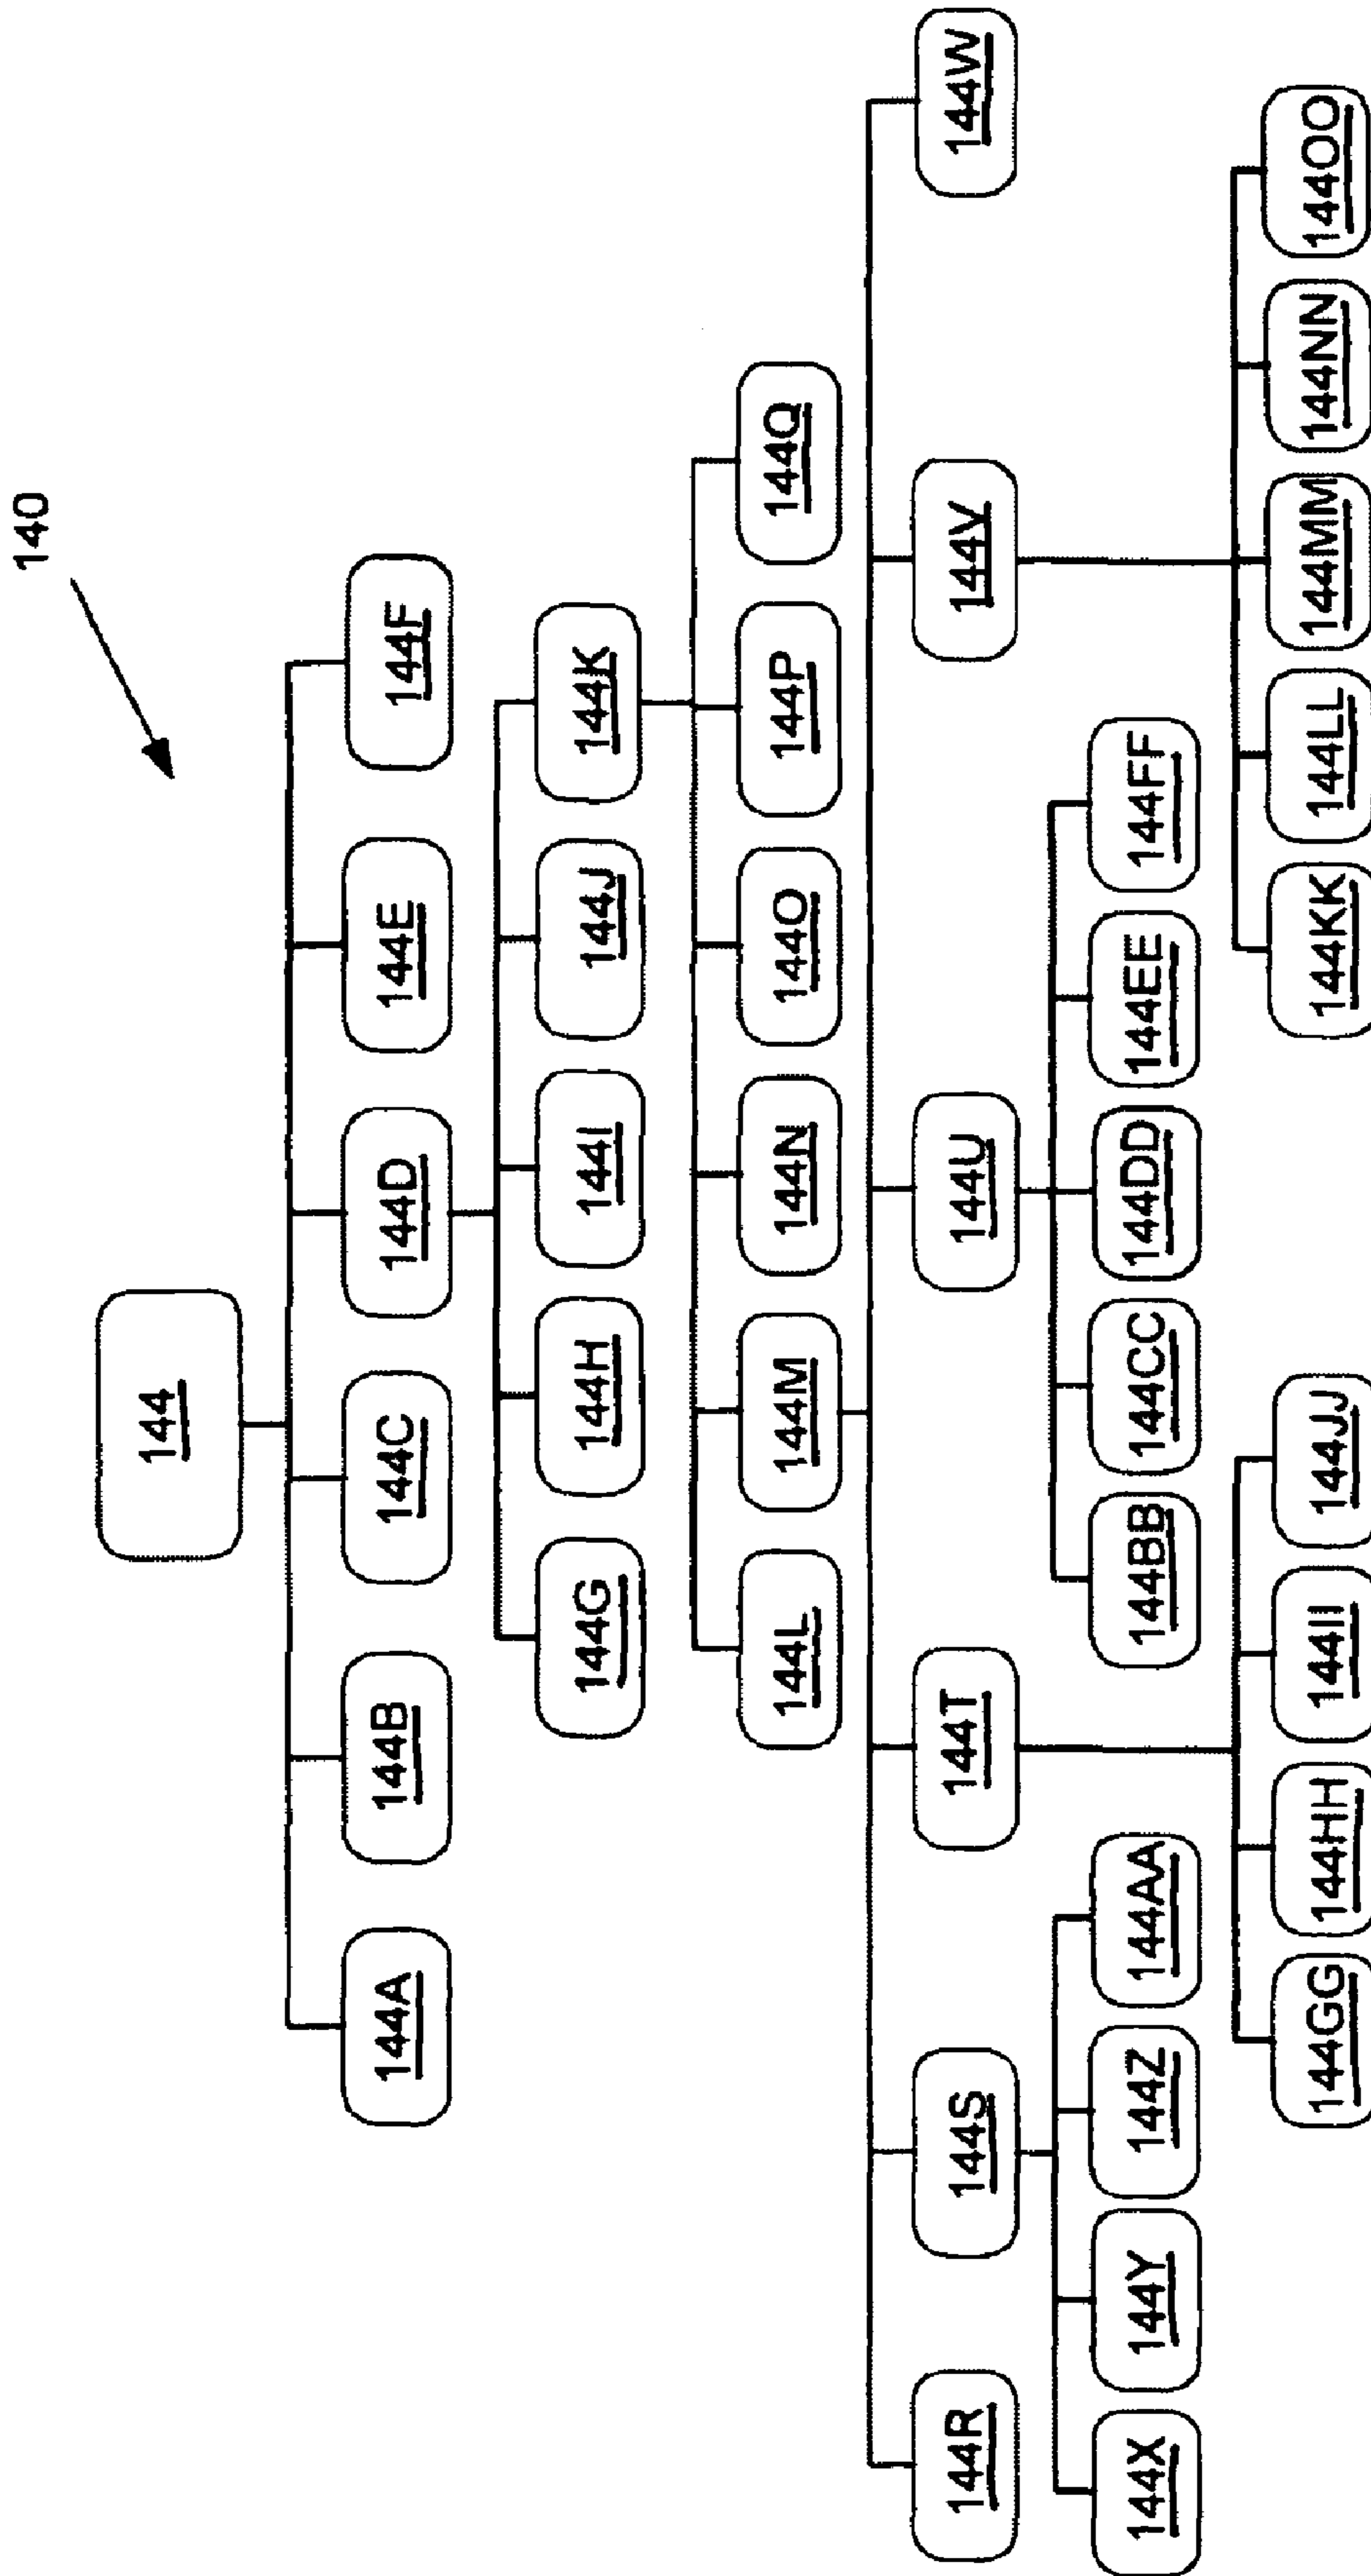 140
144
144A
144B
144C
144D
144E
144F
144G
144H
144I
144J
144K
144L
144M
144N
144O
144P
144Q
144R
144S
144T
144U
144V
144W
144X
144Y
144Z
144AA
144BB
144CC
144DD
144EE
144FF
144GG
144HH
144II
144JJ
144KK
144LL
144MM
144NN
144OO